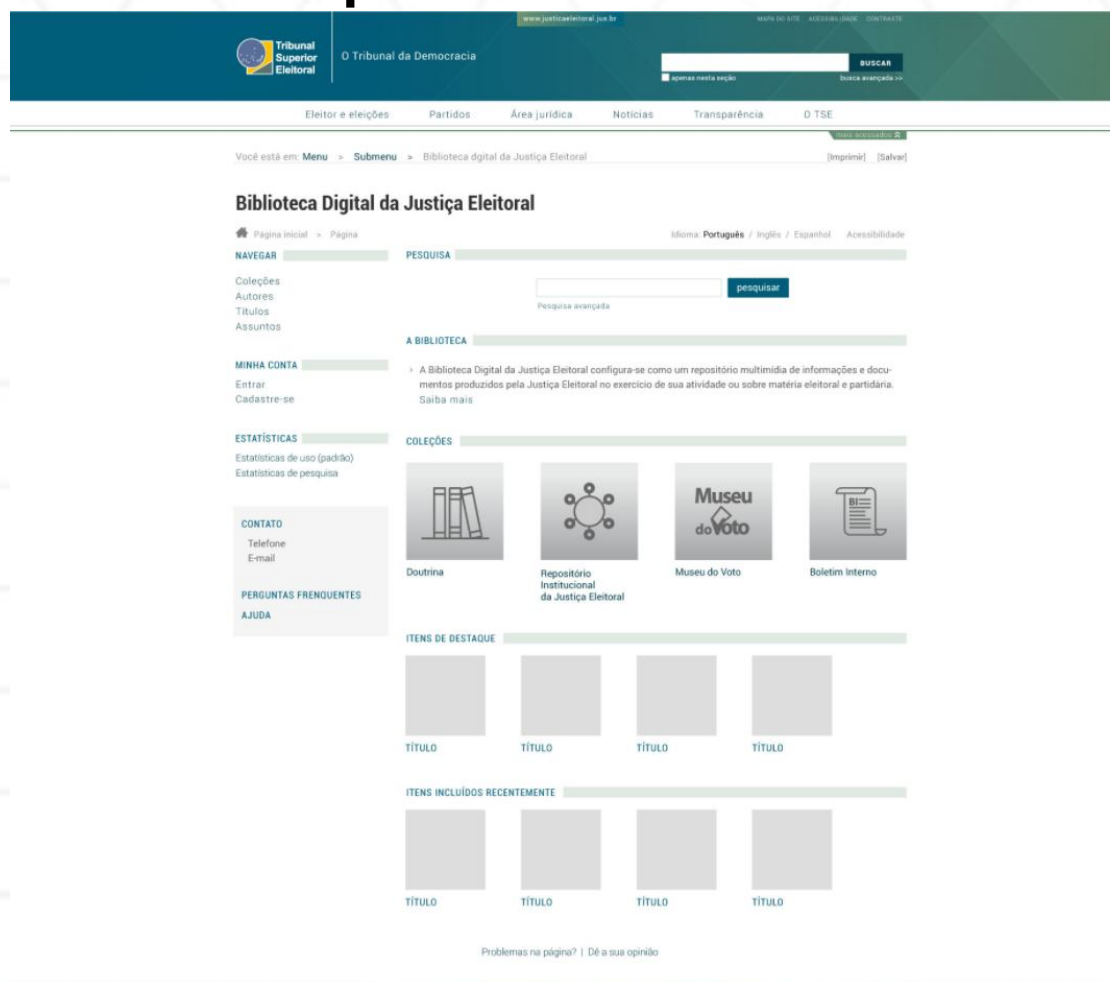 www.justicaeleitoral.jus.br
MAPA DO SITE ACESSIBILIDADE CONTRASTE
Tribunal
Superior
Eleitoral
O Tribunal da Democracia
BUSCAR
apenas nesta seção
busca avançada >>
Eleitor e eleições Partidos Área jurídica Notícias Transparência O TSE
mais acessados
Você está em: Menu » Submenu » Biblioteca dgital da Justiça Eleitoral
[Imprimir] [Salvar]
Biblioteca Digital da Justiça Eleitoral
Página inicial » Página
Idioma: Português / Inglês / Espanhol Acessibilidade
NAVEGAR
Coleções
Autores
Títulos
Assuntos
MINHA CONTA
Entrar
Cadastre-se
ESTATÍSTICAS
Estatísticas de uso (padrão)
Estatísticas de pesquisa
CONTATO
Telefone
E-mail
PERGUNTAS FRENQUENTES
AJUDA
PESQUISA
pesquisar
Pesquisa avançada
A BIBLIOTECA
> A Biblioteca Digital da Justiça Eleitoral configura-se como um repositório multimídia de informações e docu-
mentos produzidos pela Justiça Eleitoral no exercício de sua atividade ou sobre matéria eleitoral e partidária.
Saiba mais
COLEÇÕES
Museu
do Voto
BI
Doutrina
Repositório
Institucional
da Justiça Eleitoral
Museu do Voto
Boletim Interno
ITENS DE DESTAQUE
TÍTULO TÍTULO TÍTULO TÍTULO
ITENS INCLUÍDOS RECENTEMENTE
TÍTULO TÍTULO TÍTULO TÍTULO
Problemas na página? | Dê a sua opinião